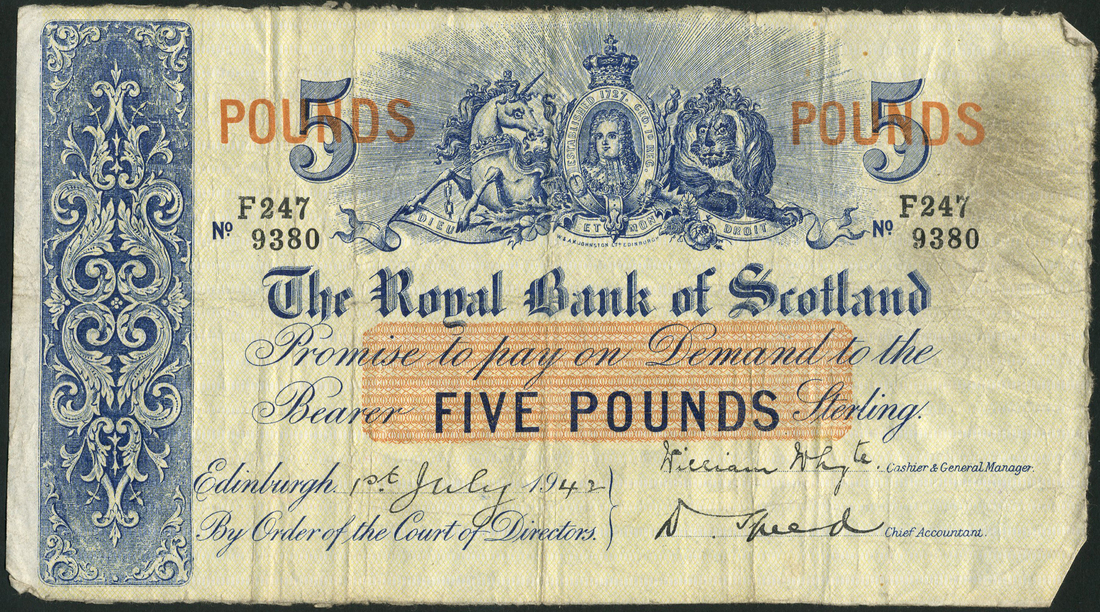 5 POUNDS
5 POUNDS
ESTABLISHED 1727. GEO. I? REG.
DIEU ET MON DROIT
W. & A.K. JOHNSTON LTD EDINBURGH
No F247
9380
No F247
9380
The Royal Bank of Scotland
Promise to pay on Demand to the
Bearer FIVE POUNDS Sterling.
William Whyte. Cashier & General Manager.
Edinburgh. 1st July 1942
By Order of the Court of Directors.
D. Speed Chief Accountant.